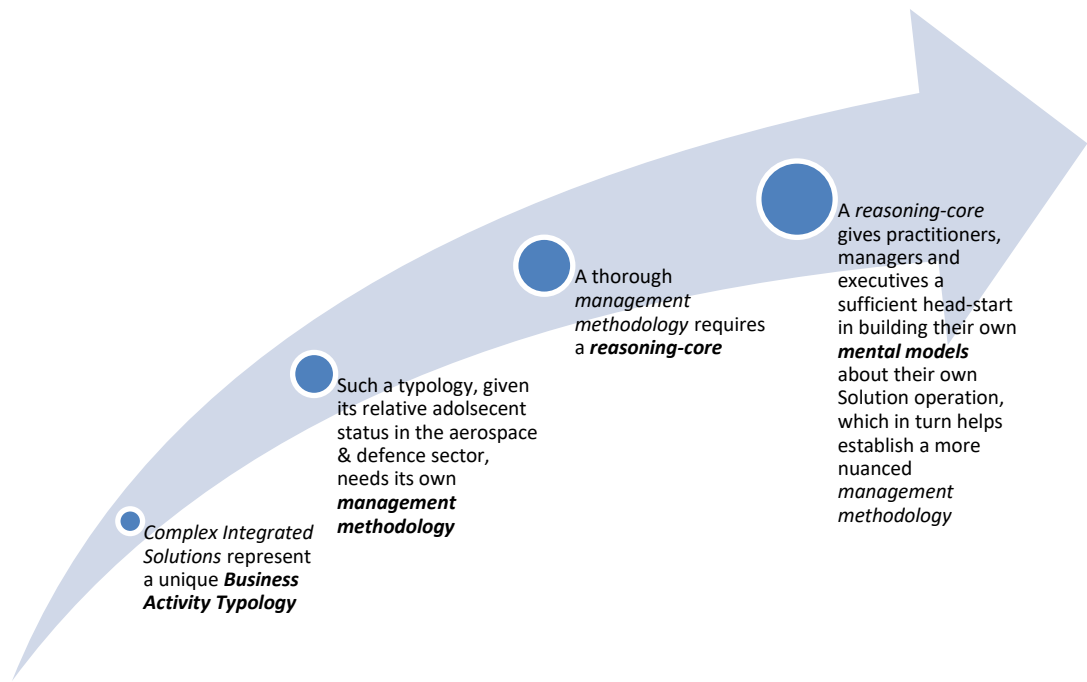 Complex Integrated
Solutions represent
a unique Business
Activity Typology
Such a typology, given
its relative adolsecent
status in the aerospace
& defence sector,
needs its own
management
methodology
A thorough
management
methodology requires
a reasoning-core
A reasoning-core
gives practitioners,
managers and
executives a
sufficient head-start
in building their own
mental models
about their own
Solution operation,
which in turn helps
establish a more
nuanced
management
methodology